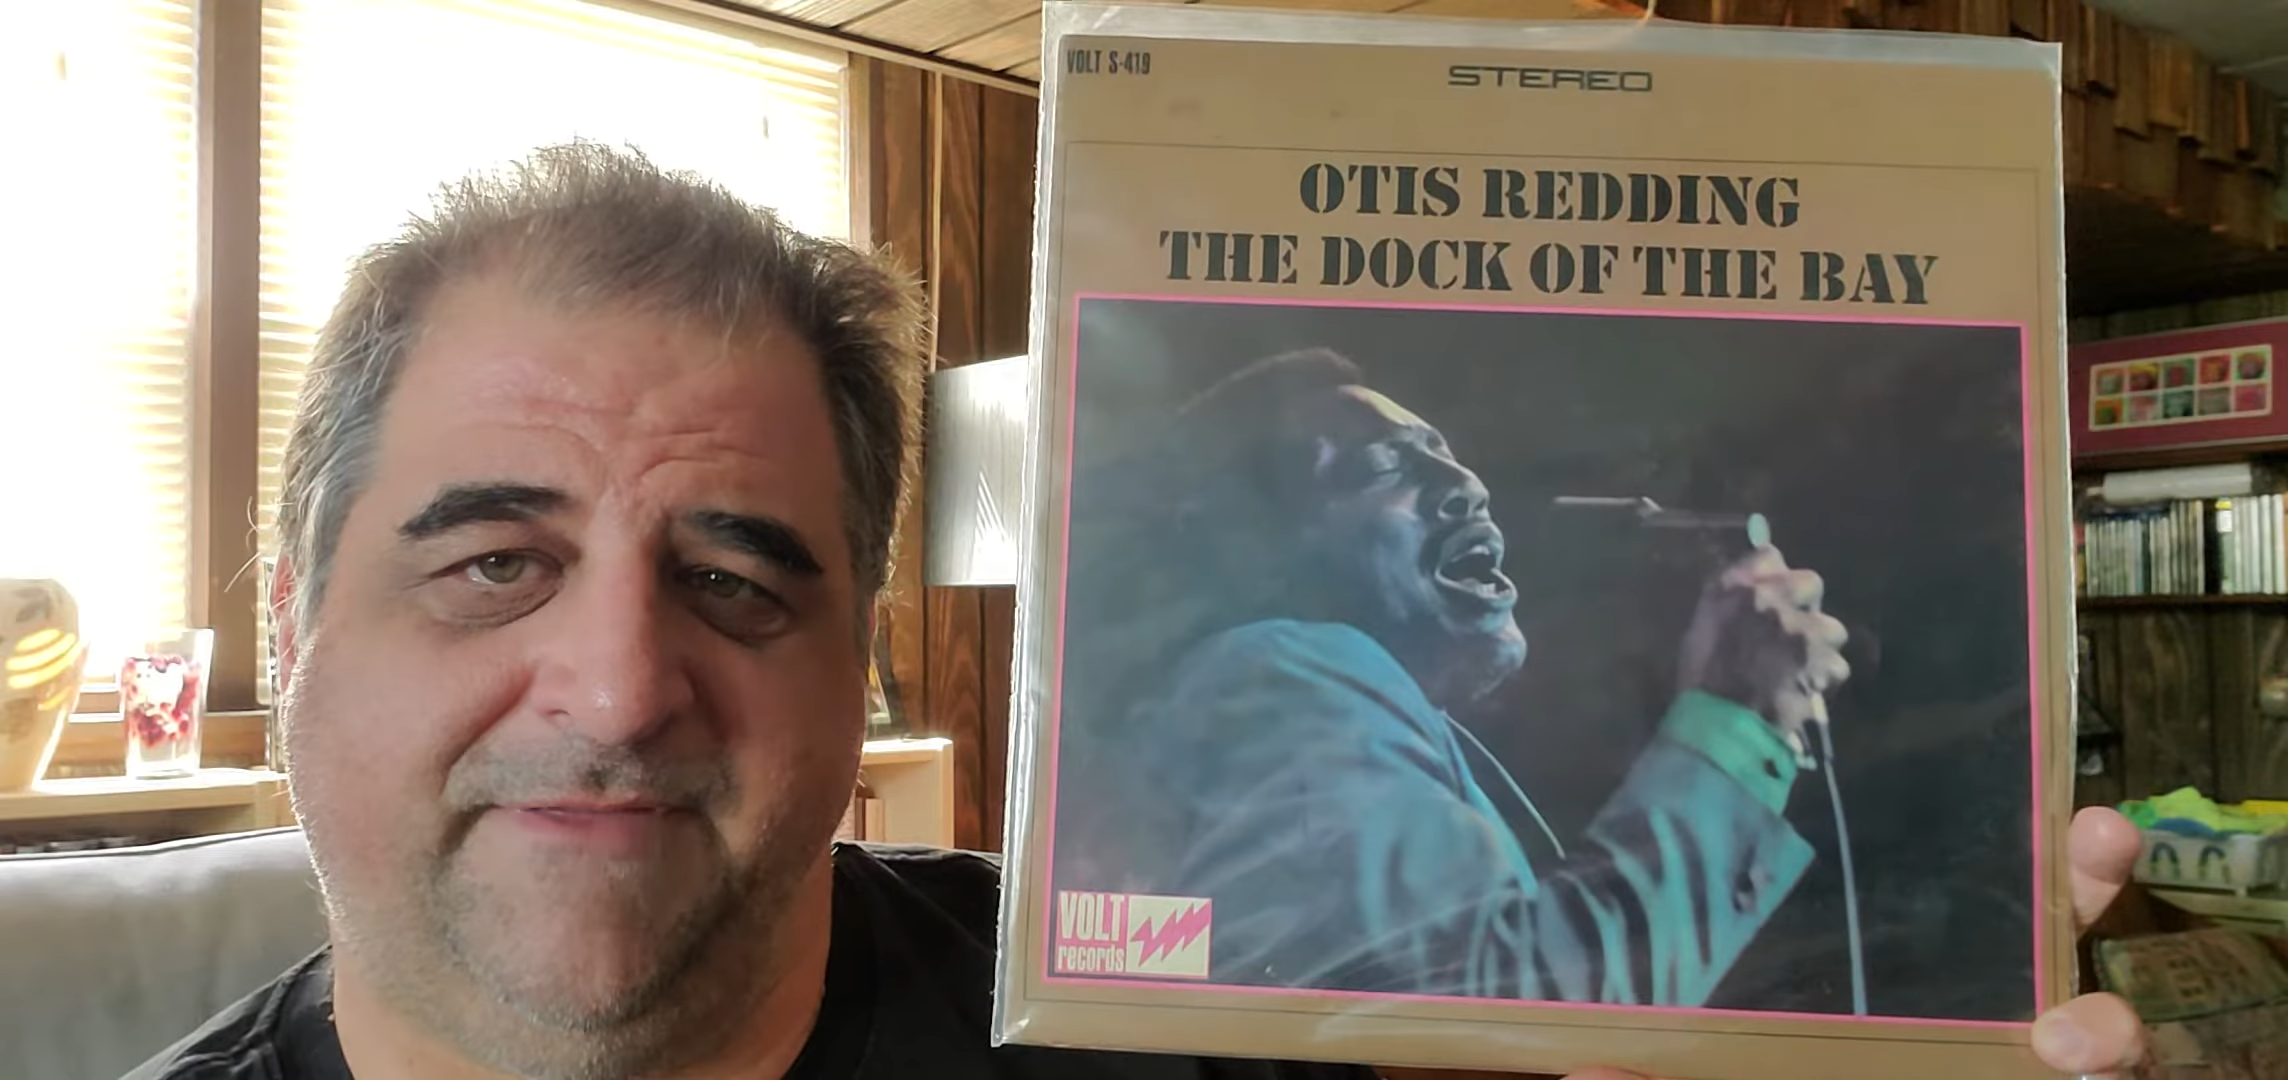 VOLT S-419
STEREO
OTIS REDDING
THE DOCK OF THE BAY
VOLT
records